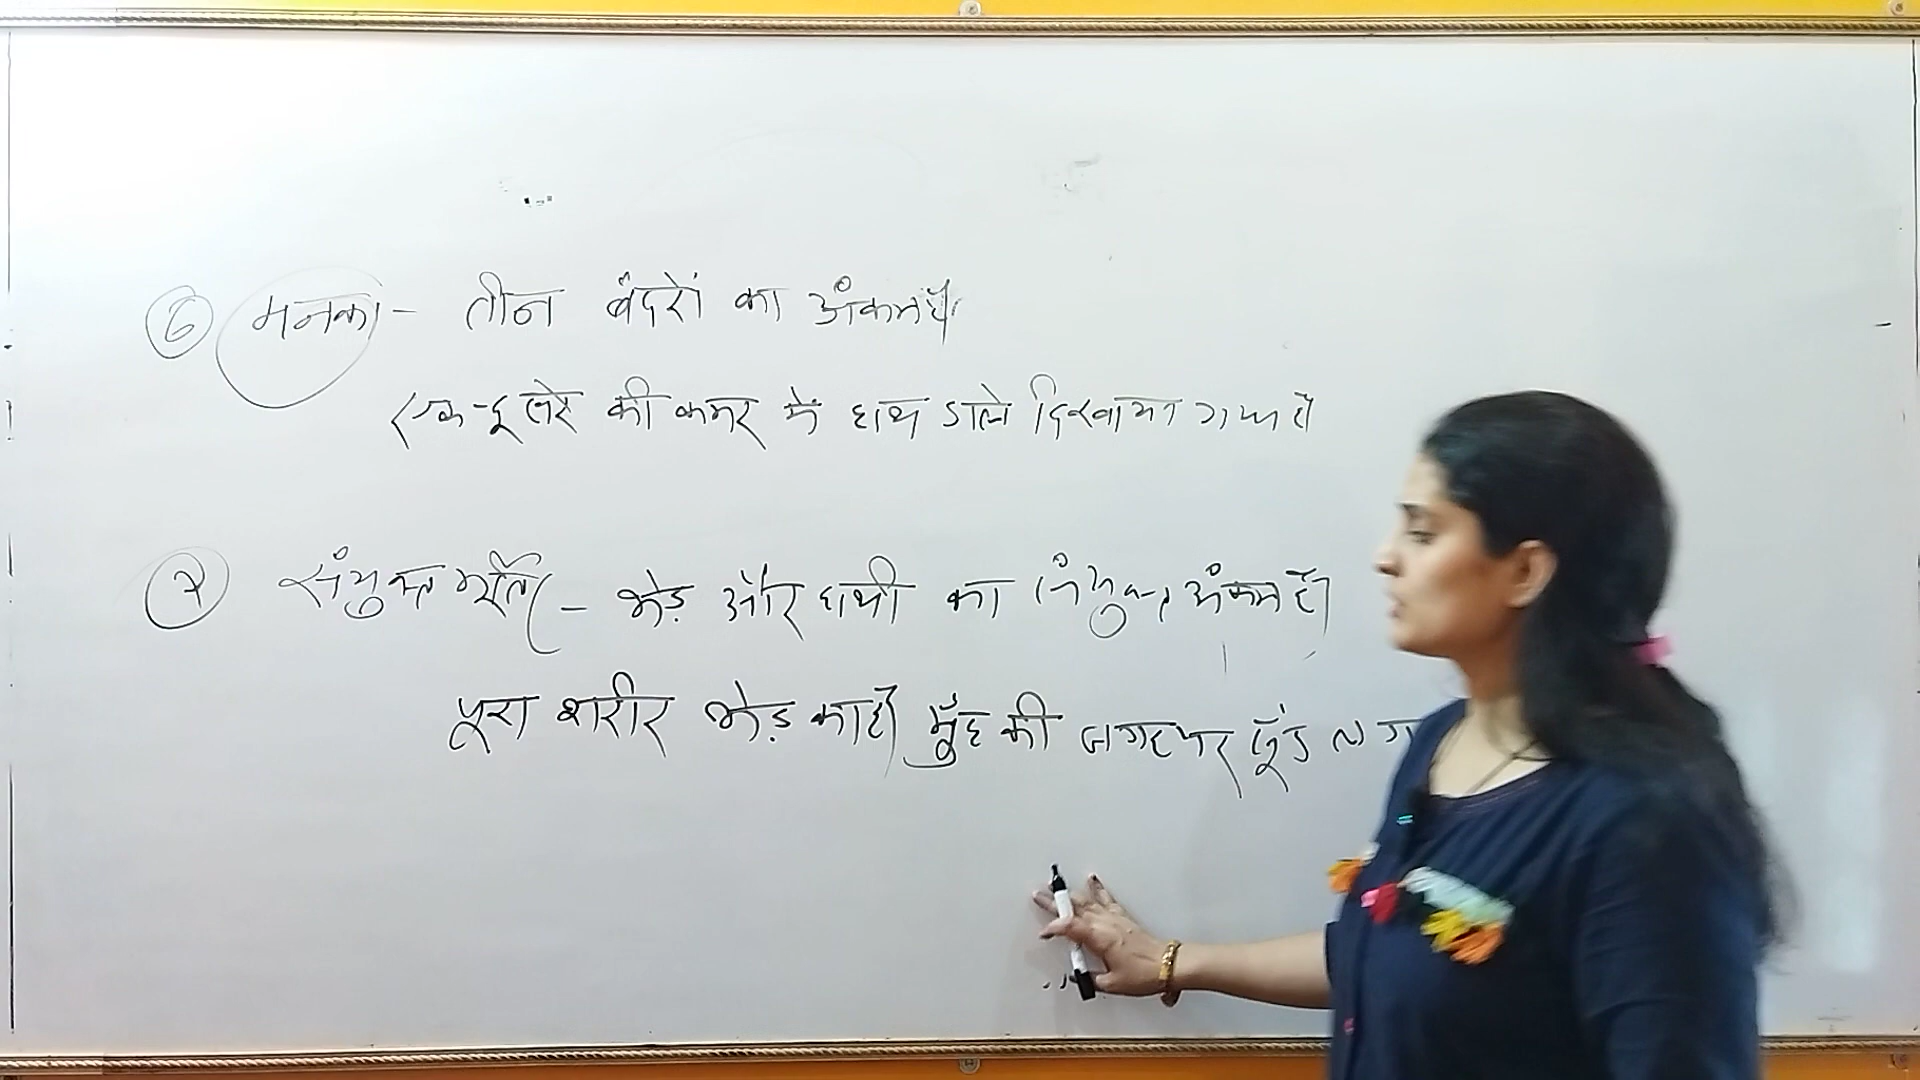 ⑥ मनका - तीन बंदरों का अंकन है।
एक-दूसरे की कमर में हाथ डाले दिखाया गया है
⑦ संयुक्त मूर्ति - भेड़ और हाथी का संयुक्त अंकन है।
पूरा शरीर भेड़ का है। मुँह की जगह पर सूँड